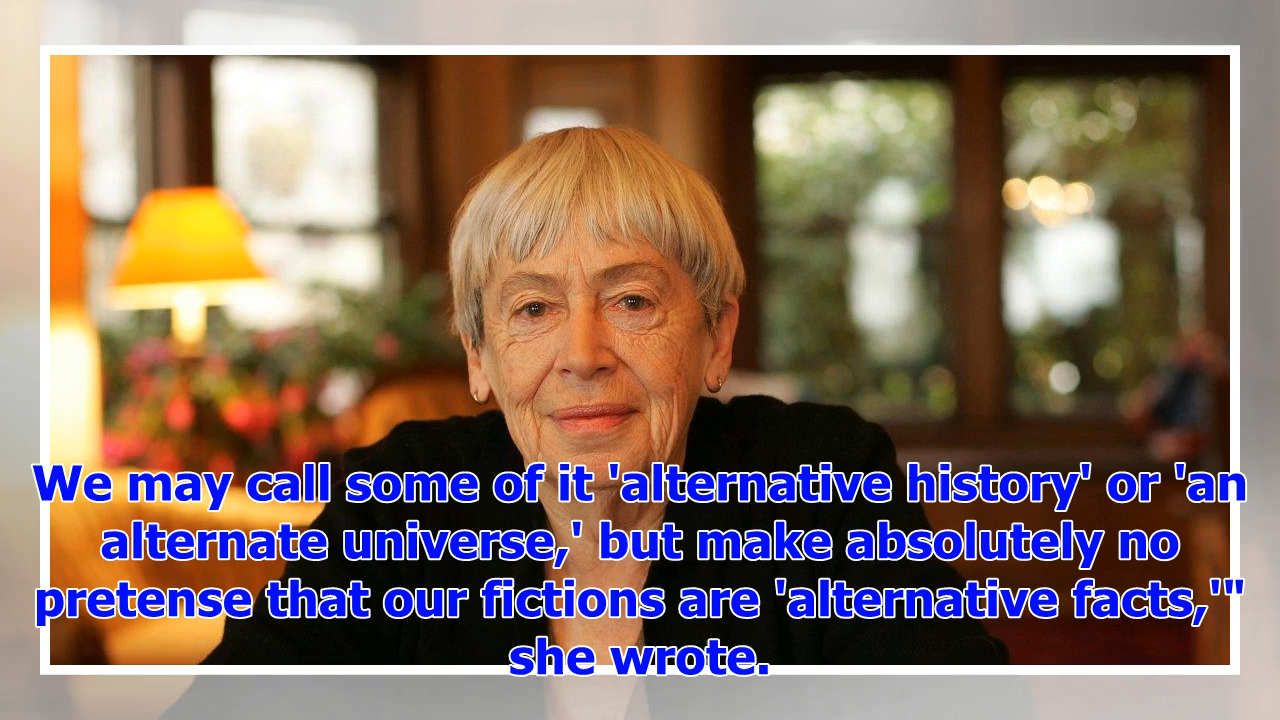 We may call some of it 'alternative history' or 'an
alternate universe,' but make absolutely no
pretense that our fictions are 'alternative facts,'"
she wrote.